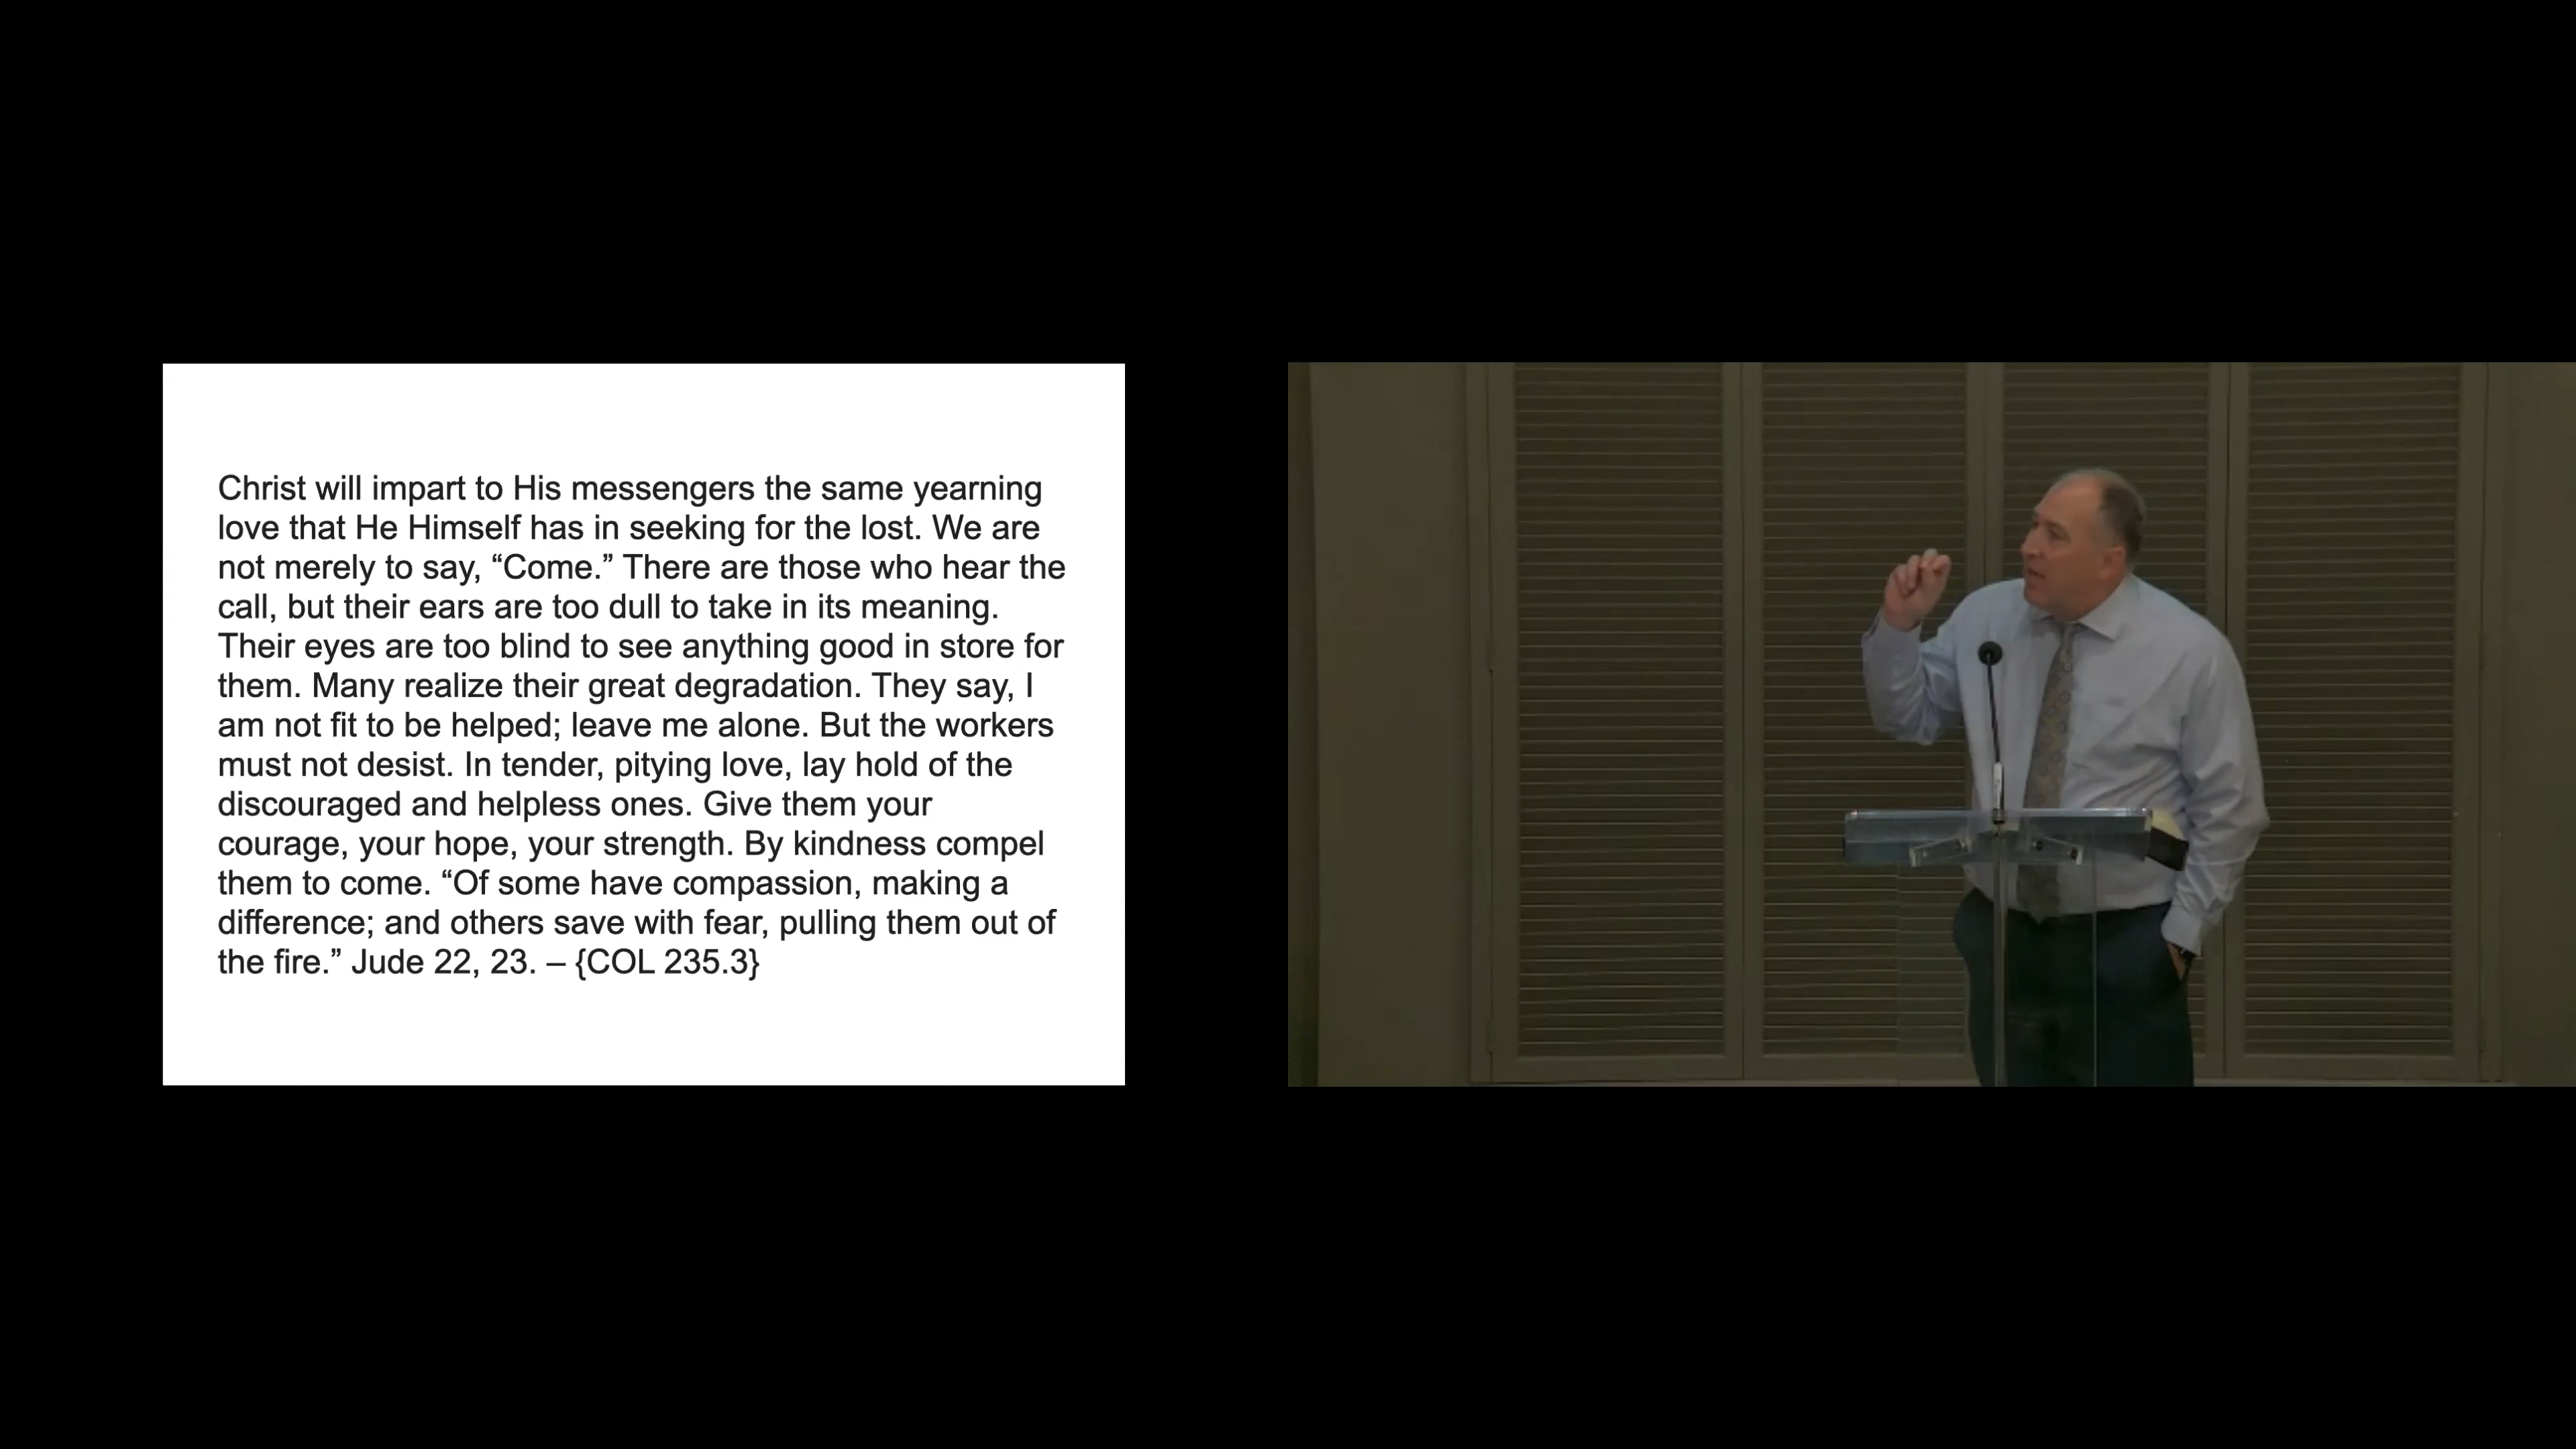 Christ will impart to His messengers the same yearning
love that He Himself has in seeking for the lost. We are
not merely to say, “Come.” There are those who hear the
call, but their ears are too dull to take in its meaning.
Their eyes are too blind to see anything good in store for
them. Many realize their great degradation. They say, I
am not fit to be helped; leave me alone. But the workers
must not desist. In tender, pitying love, lay hold of the
discouraged and helpless ones. Give them your
courage, your hope, your strength. By kindness compel
them to come. “Of some have compassion, making a
difference; and others save with fear, pulling them out of
the fire.” Jude 22, 23. – {COL 235.3}